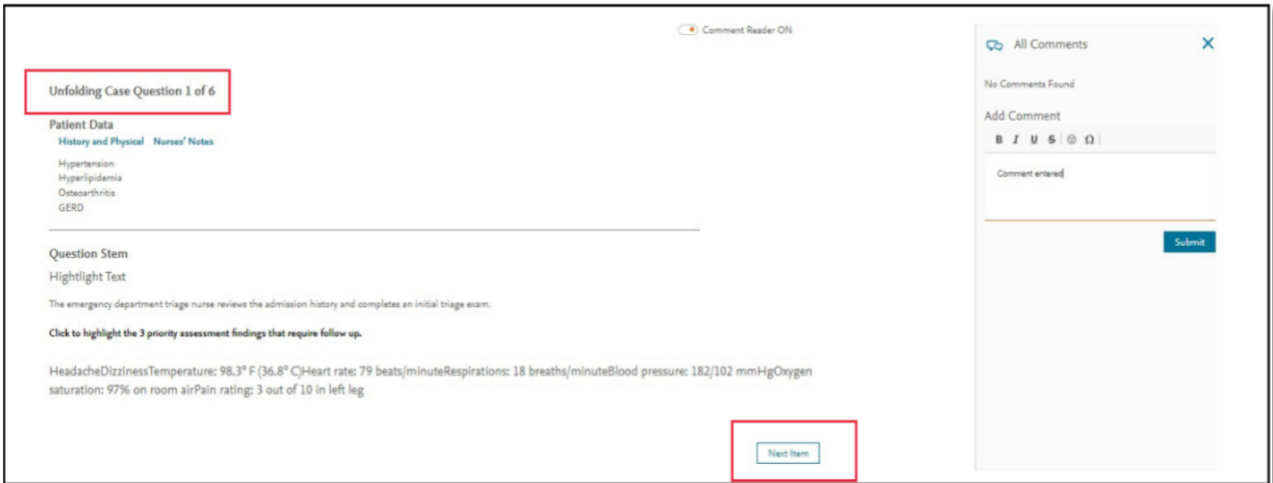 Comment Reader ON
Unfolding Case Question 1 of 6
Patient Data
History and Physical Nurses' Notes
Hypertension
Hyperlipidemia
Osteoarthritis
GERD
Question Stem
Hightlight Text
The emergency department triage nurse reviews the admission history and completes an initial triage exam.
Click to highlight the 3 priority assessment findings that require follow up.
HeadacheDizzinessTemperature: 98.3° F (36.8° C)Heart rate: 79 beats/minuteRespirations: 18 breaths/minuteBlood pressure: 182/102 mmHgOxygen
saturation: 97% on room airPain rating: 3 out of 10 in left leg
Next Item
All Comments
No Comments Found
Add Comment
B I U S Ω
Comment entered
Submit